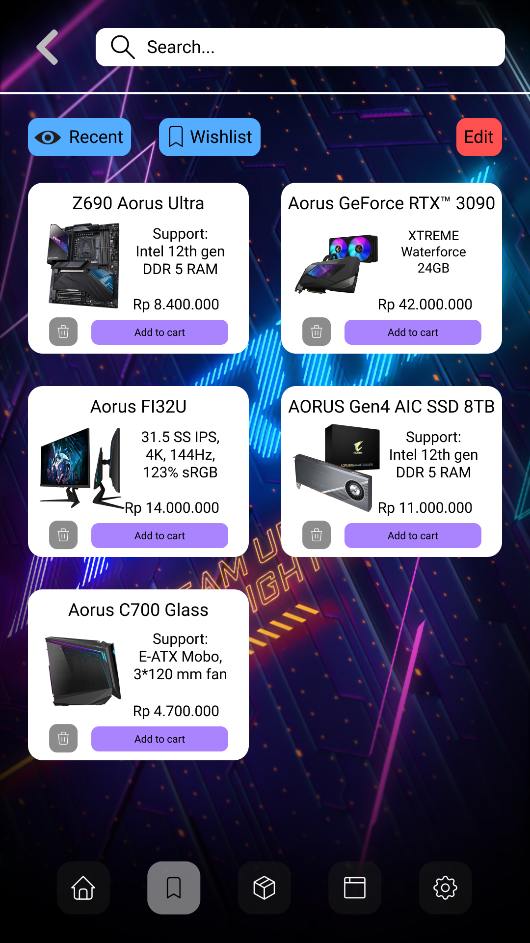 Search...
Recent
Wishlist
Edit
Z690 Aorus Ultra
Support:
Intel 12th gen
DDR 5 RAM
Rp 8.400.000
Add to cart
Aorus GeForce RTX™ 3090
XTREME
Waterforce
24GB
Rp 42.000.000
Add to cart
Aorus FI32U
31.5 SS IPS,
4K, 144Hz,
123% sRGB
Rp 14.000.000
Add to cart
AORUS Gen4 AIC SSD 8TB
Support:
Intel 12th gen
DDR 5 RAM
Rp 11.000.000
Add to cart
Aorus C700 Glass
Support:
E-ATX Mobo,
3*120 mm fan
Rp 4.700.000
Add to cart